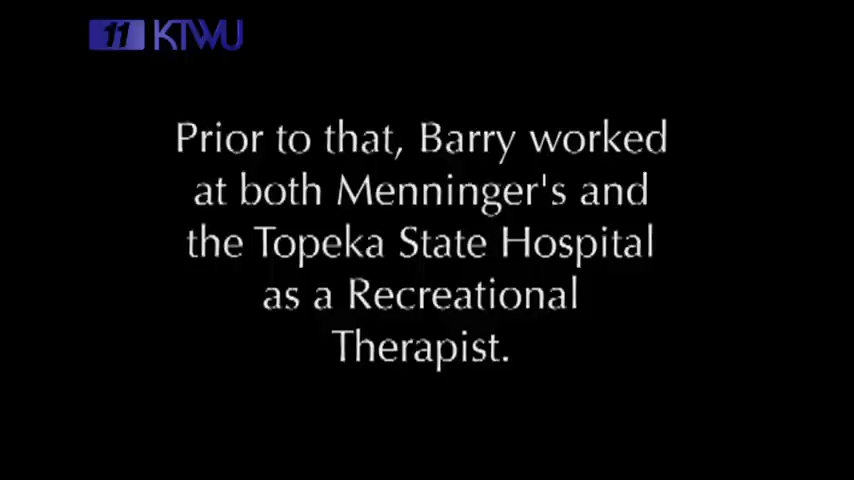 11 KTWU
Prior to that, Barry worked
at both Menninger's and
the Topeka State Hospital
as a Recreational
Therapist.